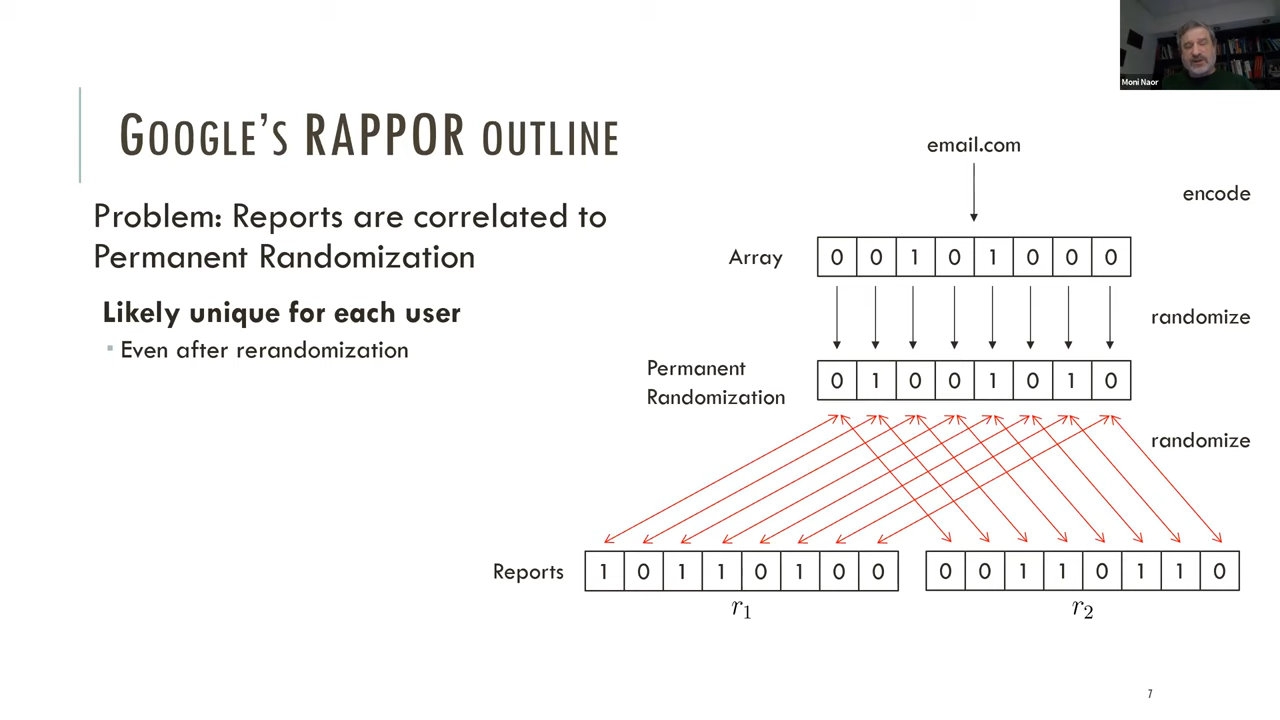 Moni Naor
GOOGLE'S RAPPOR OUTLINE
Problem: Reports are correlated to
Permanent Randomization
Likely unique for each user
Even after rerandomization
email.com
encode
Array 0 0 1 0 1 0 0 0
randomize
Permanent
Randomization
0 1 0 0 1 0 1 0
randomize
Reports 1 0 1 1 0 1 0 0 0 0 1 1 0 1 1 0
r1 r2
7